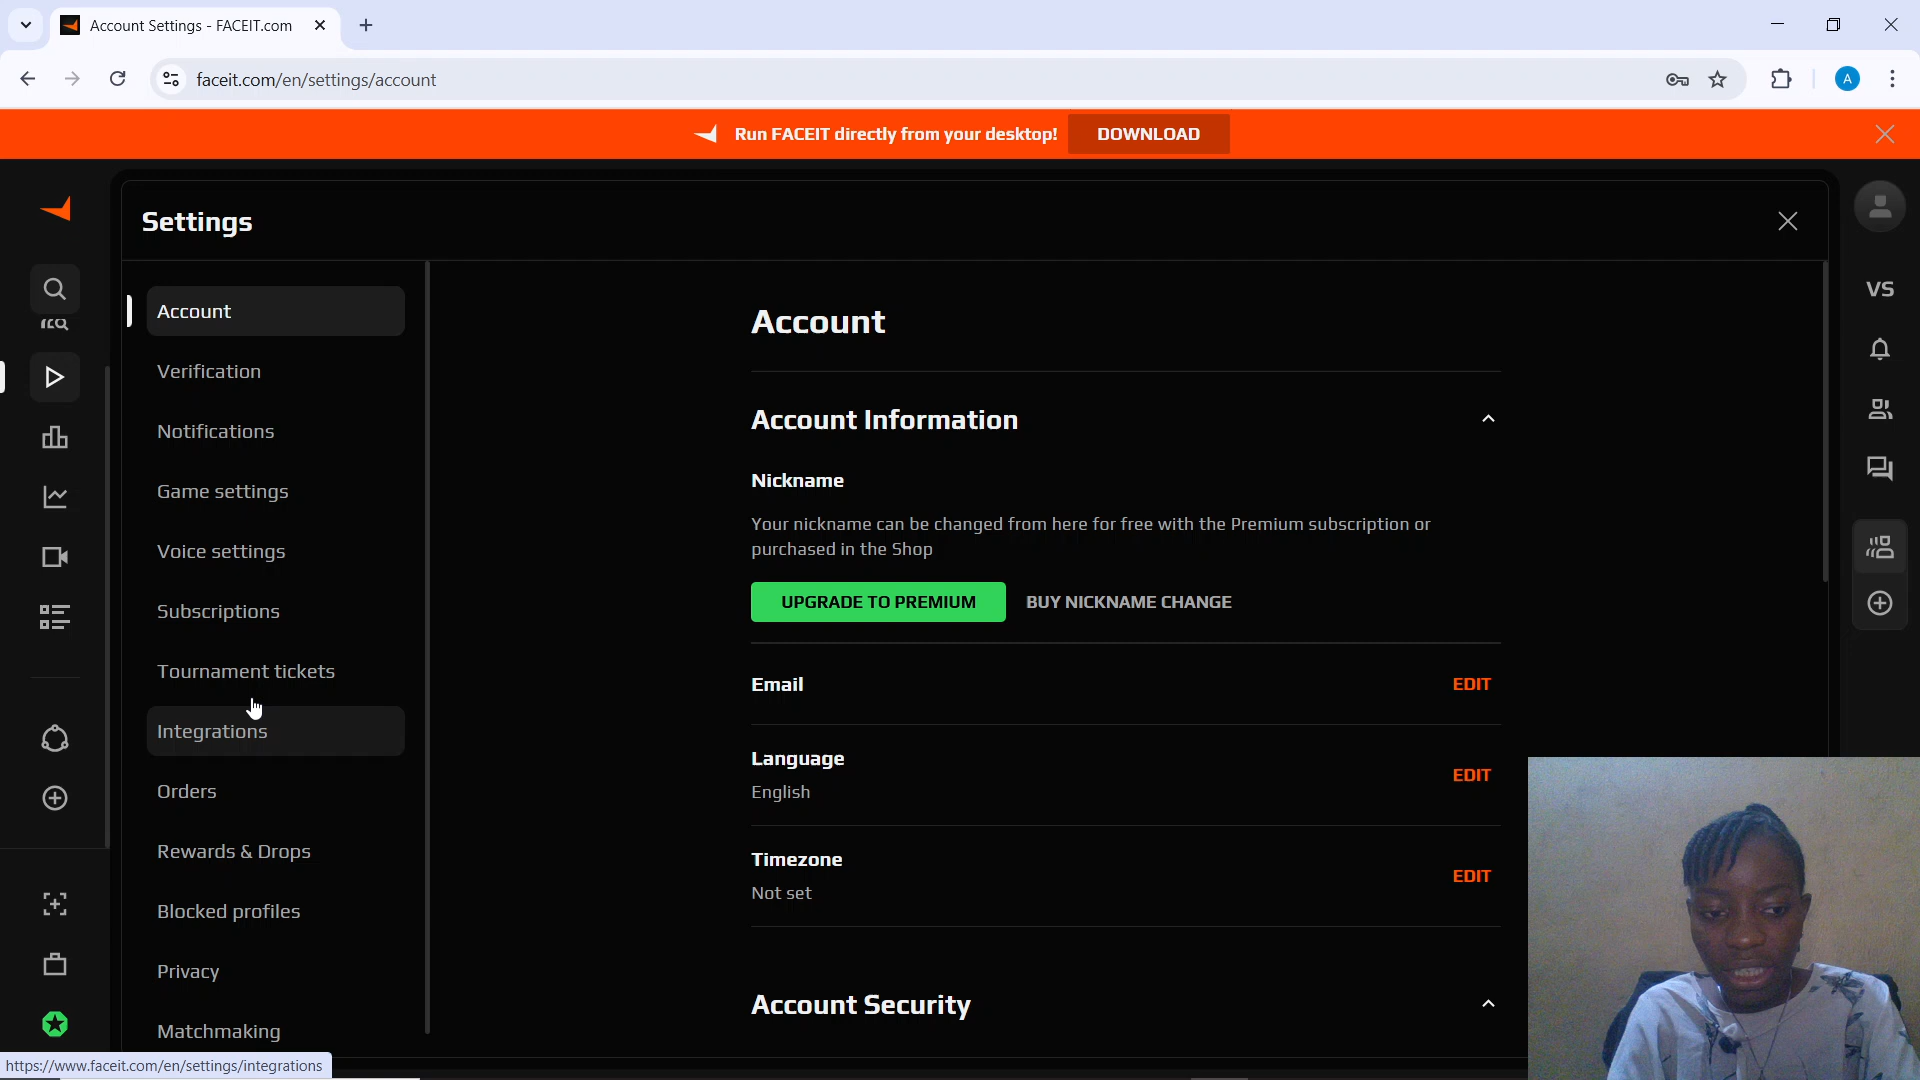 Account Settings - FACEIT.com
faceit.com/en/settings/account
A
Run FACEIT directly from your desktop!
DOWNLOAD
Settings
VS
Account
Verification
Notifications
Game settings
Voice settings
Subscriptions
Tournament tickets
Integrations
Orders
Rewards & Drops
Blocked profiles
Privacy
Matchmaking
Account
Account Information
Nickname
Your nickname can be changed from here for free with the Premium subscription or
purchased in the Shop
UPGRADE TO PREMIUM
BUY NICKNAME CHANGE
Email
EDIT
Language
English
EDIT
Timezone
Not set
EDIT
Account Security
https://www.faceit.com/en/settings/integrations